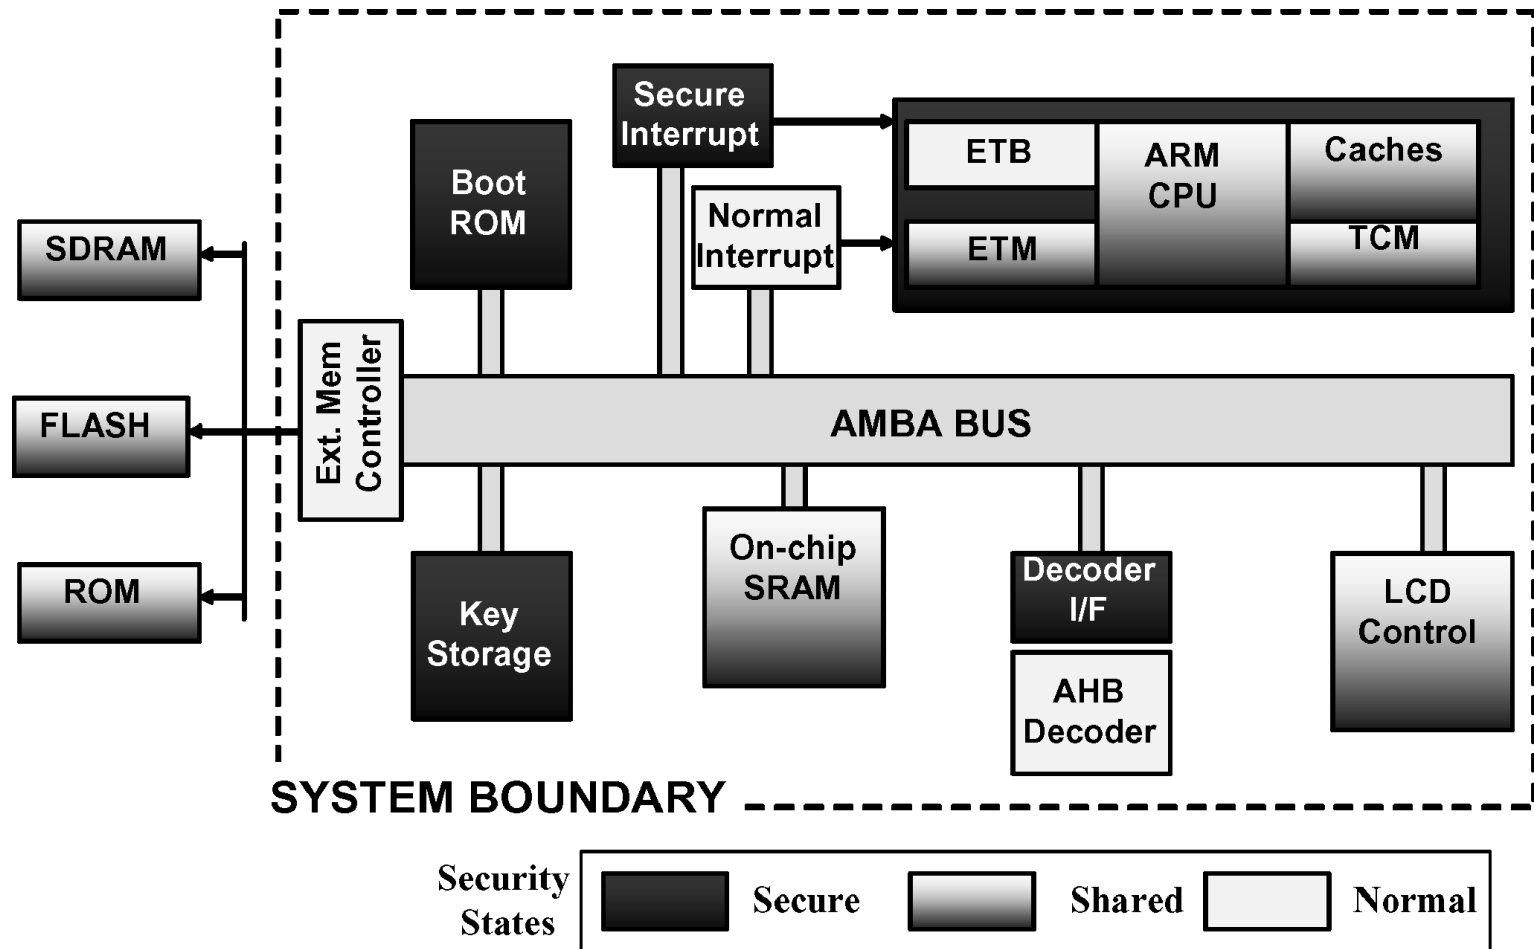 Secure
Interrupt
Boot
ROM
Normal
Interrupt
ETB
ETM
ARM
CPU
Caches
TCM
SDRAM
FLASH
ROM
Ext. Mem
Controller
AMBA BUS
Key
Storage
On-chip
SRAM
Decoder
I/F
AHB
Decoder
LCD
Control
SYSTEM BOUNDARY
Security
States
Secure
Shared
Normal